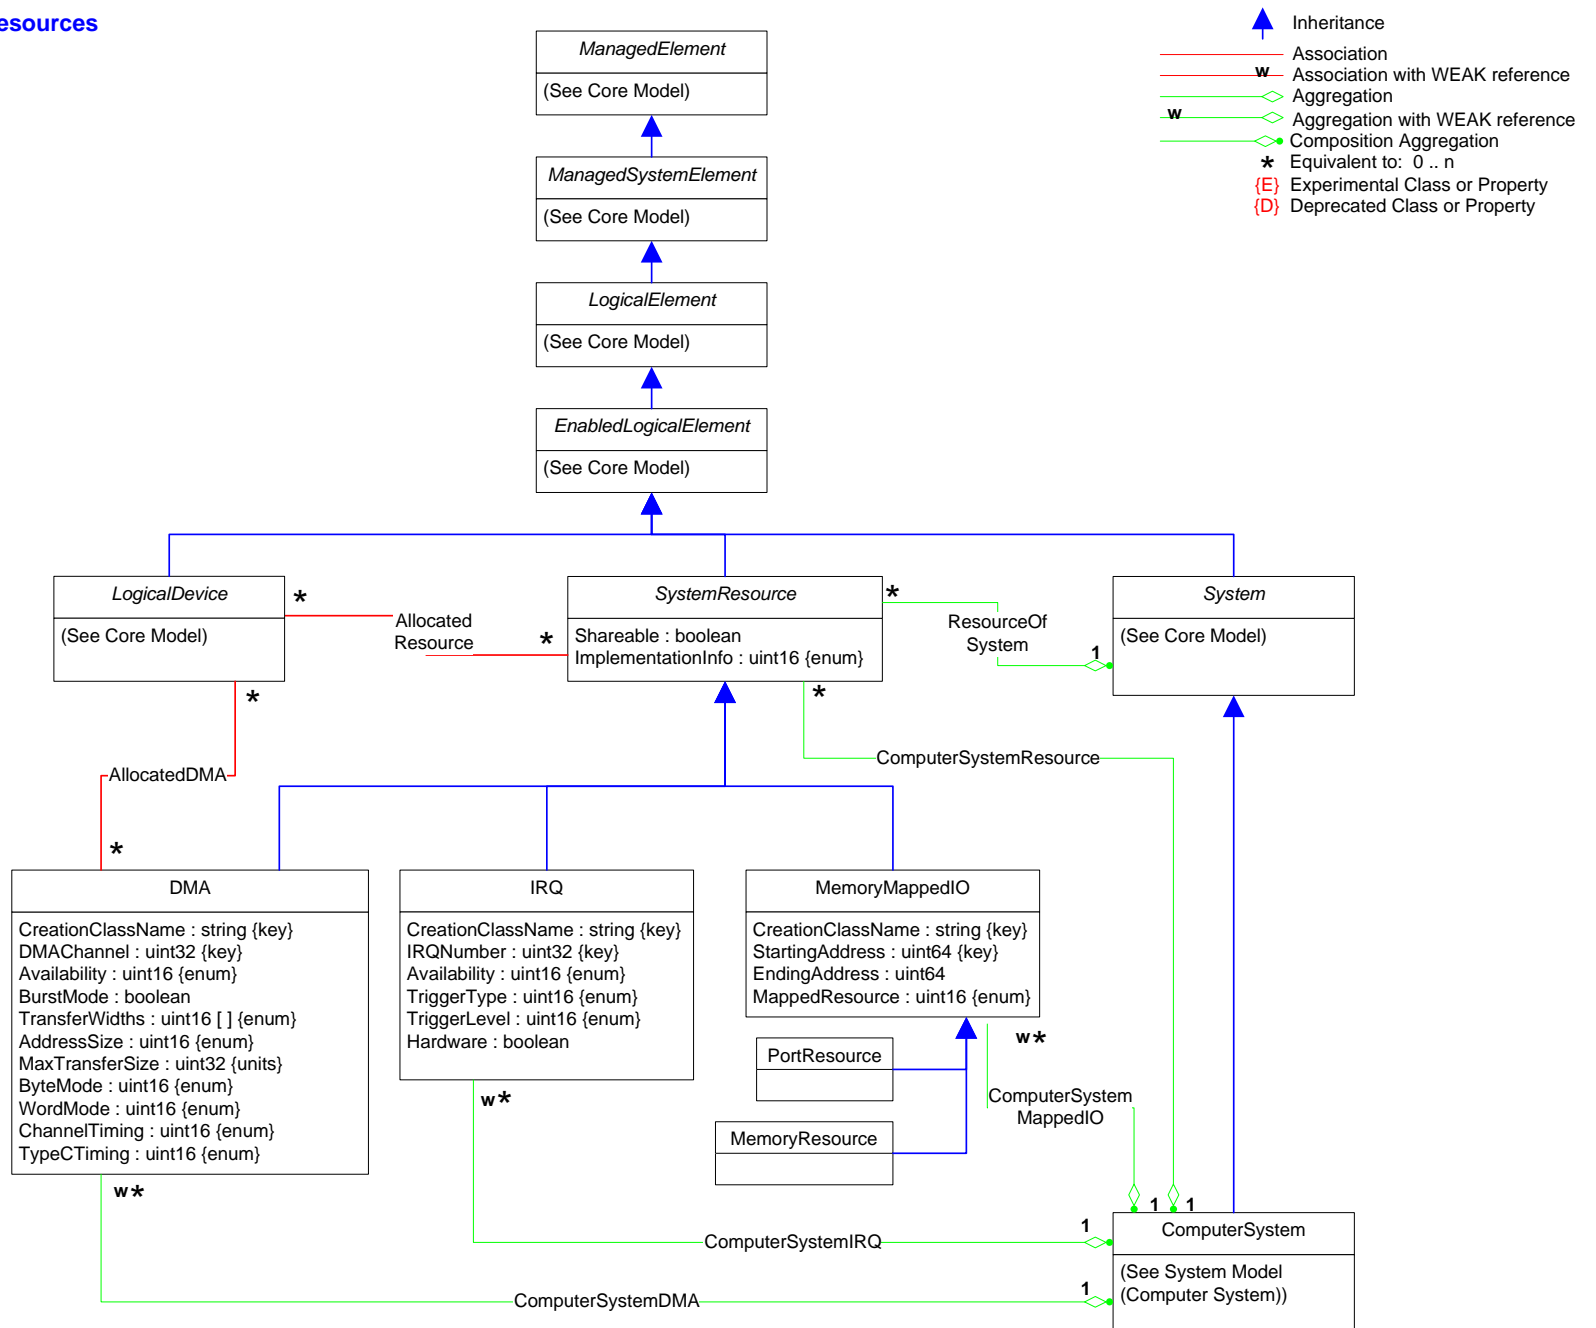 esources
Inheritance
Association
w
Association with WEAK reference
Aggregation
w
Aggregation with WEAK reference
Composition Aggregation
* Equivalent to: 0 .. n
{E} Experimental Class or Property
{D} Deprecated Class or Property
ManagedElement
(See Core Model)
ManagedSystemElement
(See Core Model)
LogicalElement
(See Core Model)
EnabledLogicalElement
(See Core Model)
LogicalDevice
(See Core Model)
*
Allocated
Resource
*
SystemResource
Shareable : boolean
ImplementationInfo : uint16 {enum}
*
ResourceOf
System
1
System
(See Core Model)
*
AllocatedDMA
*
*
ComputerSystemResource
DMA
CreationClassName : string {key}
DMAChannel : uint32 {key}
Availability : uint16 {enum}
BurstMode : boolean
TransferWidths : uint16 [ ] {enum}
AddressSize : uint16 {enum}
MaxTransferSize : uint32 {units}
ByteMode : uint16 {enum}
WordMode : uint16 {enum}
ChannelTiming : uint16 {enum}
TypeCTiming : uint16 {enum}
w*
IRQ
CreationClassName : string {key}
IRQNumber : uint32 {key}
Availability : uint16 {enum}
TriggerType : uint16 {enum}
TriggerLevel : uint16 {enum}
Hardware : boolean
w*
MemoryMappedIO
CreationClassName : string {key}
StartingAddress : uint64 {key}
EndingAddress : uint64
MappedResource : uint16 {enum}
w*
PortResource
MemoryResource
ComputerSystem
MappedIO
1 1
ComputerSystemIRQ
1
ComputerSystemDMA
1
ComputerSystem
(See System Model
(Computer System))